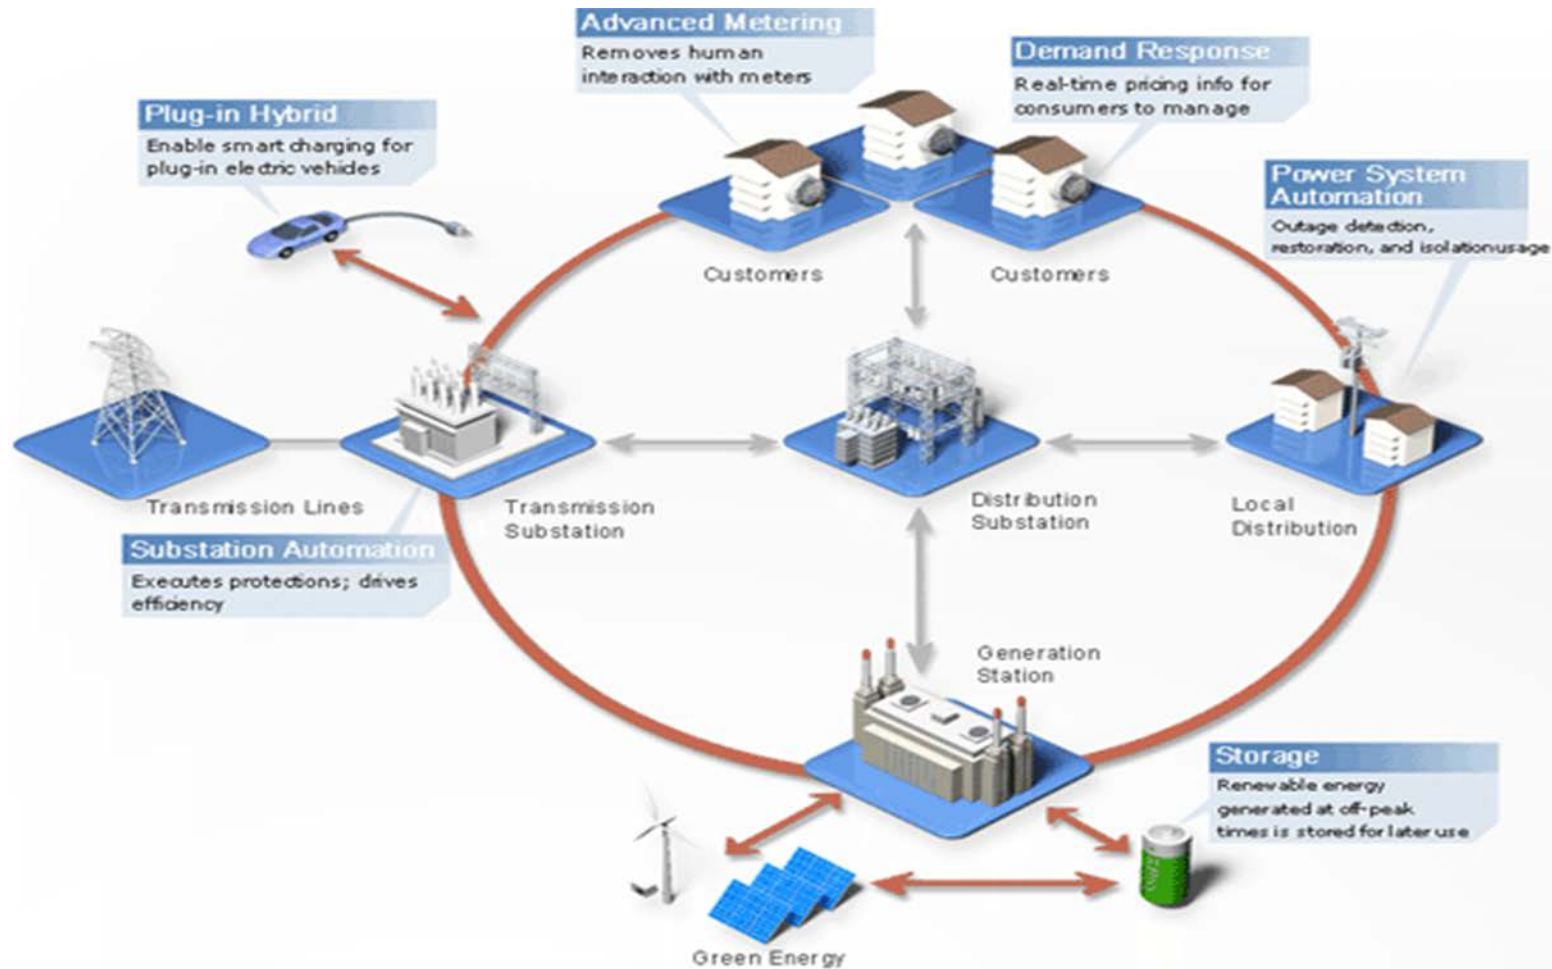 Advanced Metering
Removes human
interaction with meters
Demand Response
Real-time pricing info for
consumers to manage
Plug-in Hybrid
Enable smart charging for
plug-in electric vehicles
Power System
Automation
Outage detection,
restoration, and isolationusage
Customers
Customers
Transmission Lines
Transmission
Substation
Distribution
Substation
Local
Distribution
Substation Automation
Executes protections; drives
efficiency
Generation
Station
Storage
Renewable energy
generated at off-peak
times is stored for later use
Green Energy